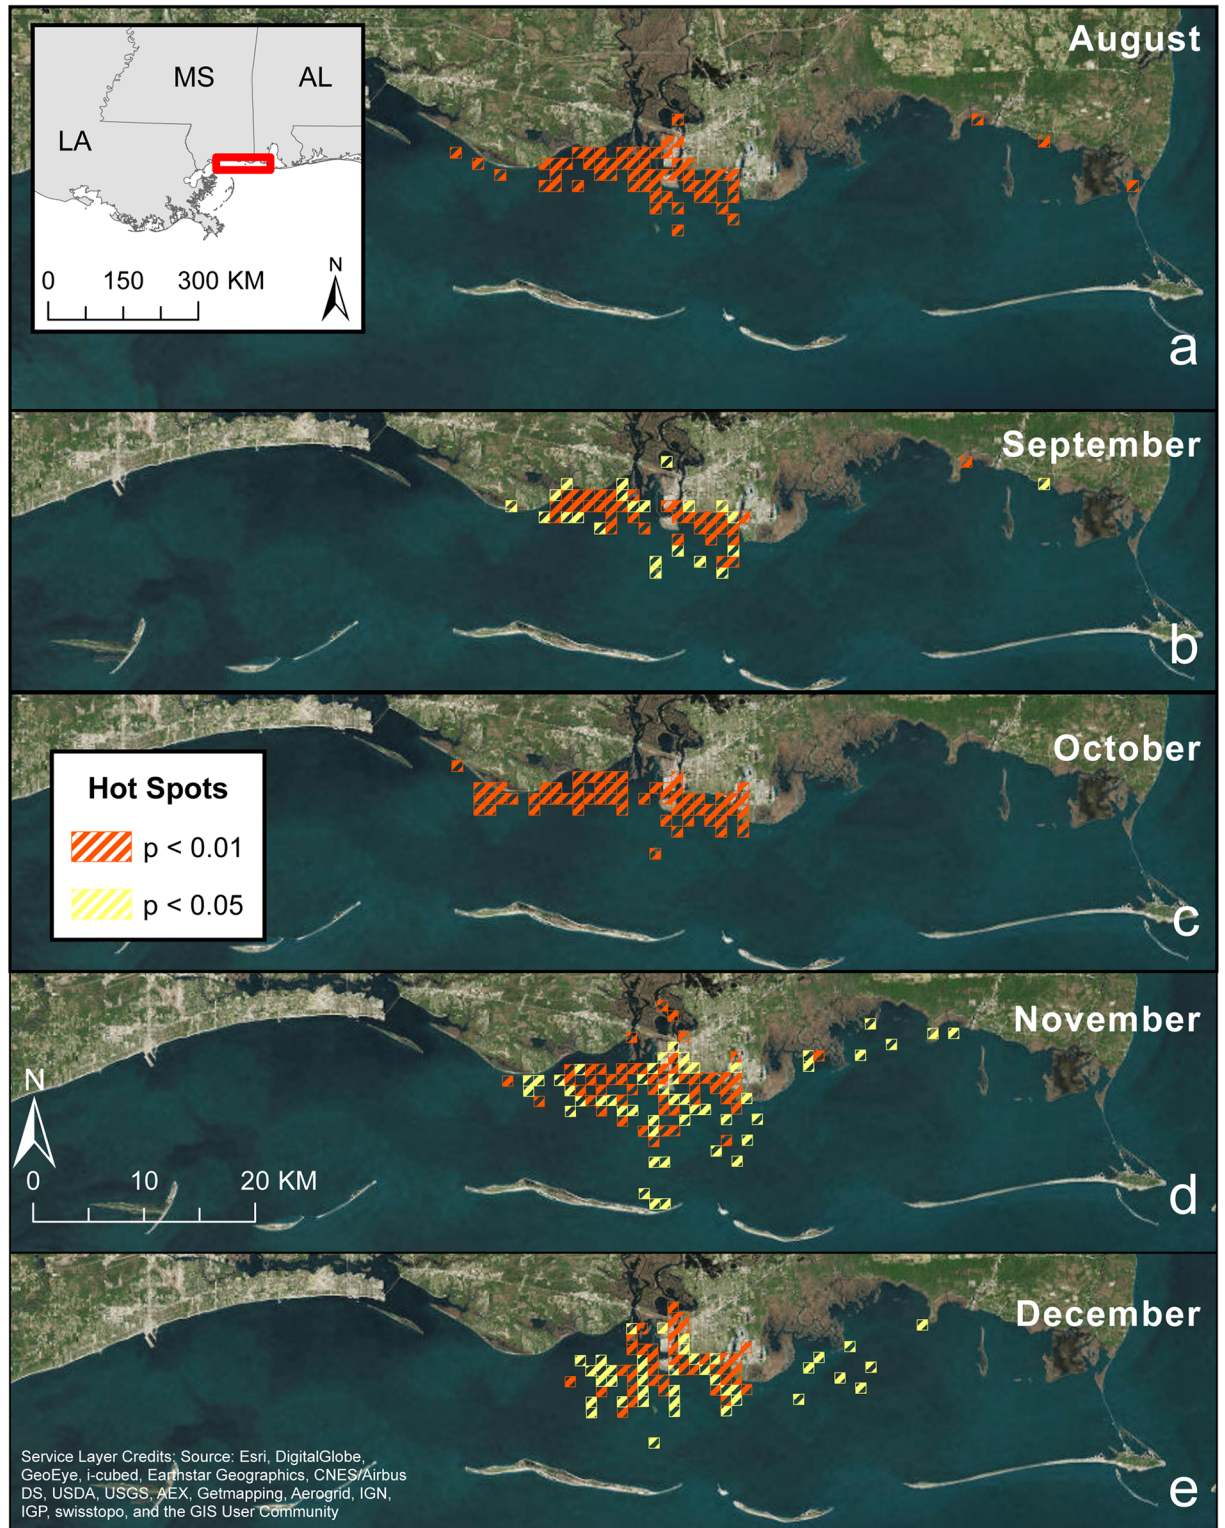 August
MS
AL
LA
N
0 150 300 KM
a
September
b
October
Hot Spots
p < 0.01
p < 0.05
c
November
N
0 10 20 KM
d
December
Service Layer Credits: Source: Esri, DigitalGlobe,
GeoEye, i-cubed, Earthstar Geographics, CNES/Airbus
DS, USDA, USGS, AEX, Getmapping, Aerogrid, IGN,
IGP, swisstopo, and the GIS User Community
e